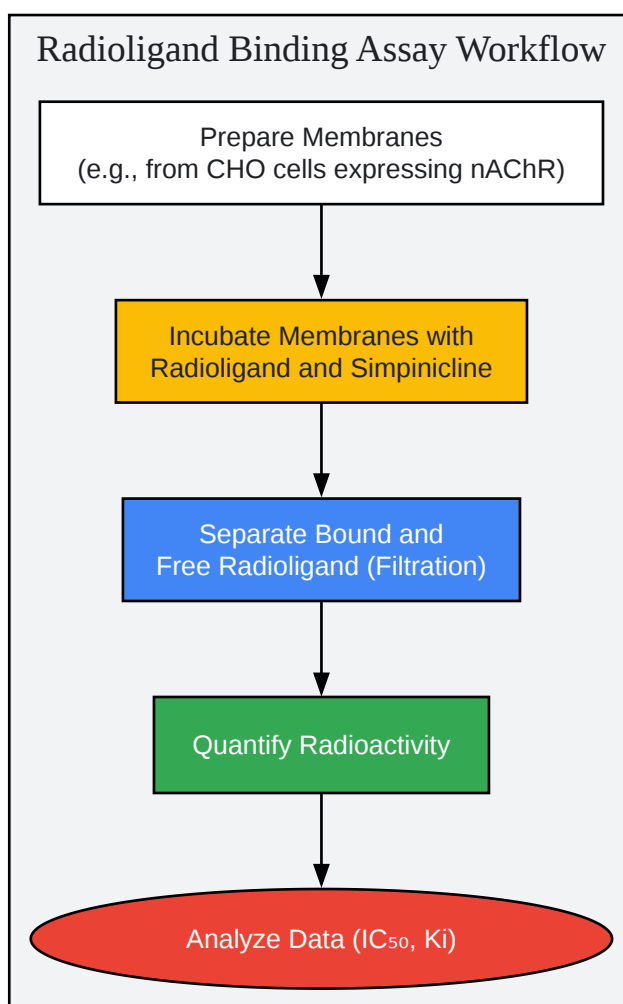 Radioligand Binding Assay Workflow
Prepare Membranes
(e.g., from CHO cells expressing nAChR)
Incubate Membranes with
Radioligand and Simpinicline
Separate Bound and
Free Radioligand (Filtration)
Quantify Radioactivity
Analyze Data (IC₅₀, Ki)